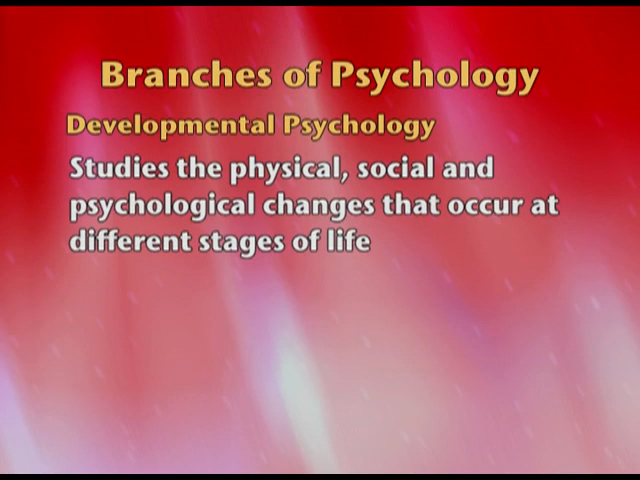 Branches of Psychology
Developmental Psychology
Studies the physical, social and
psychological changes that occur at
different stages of life